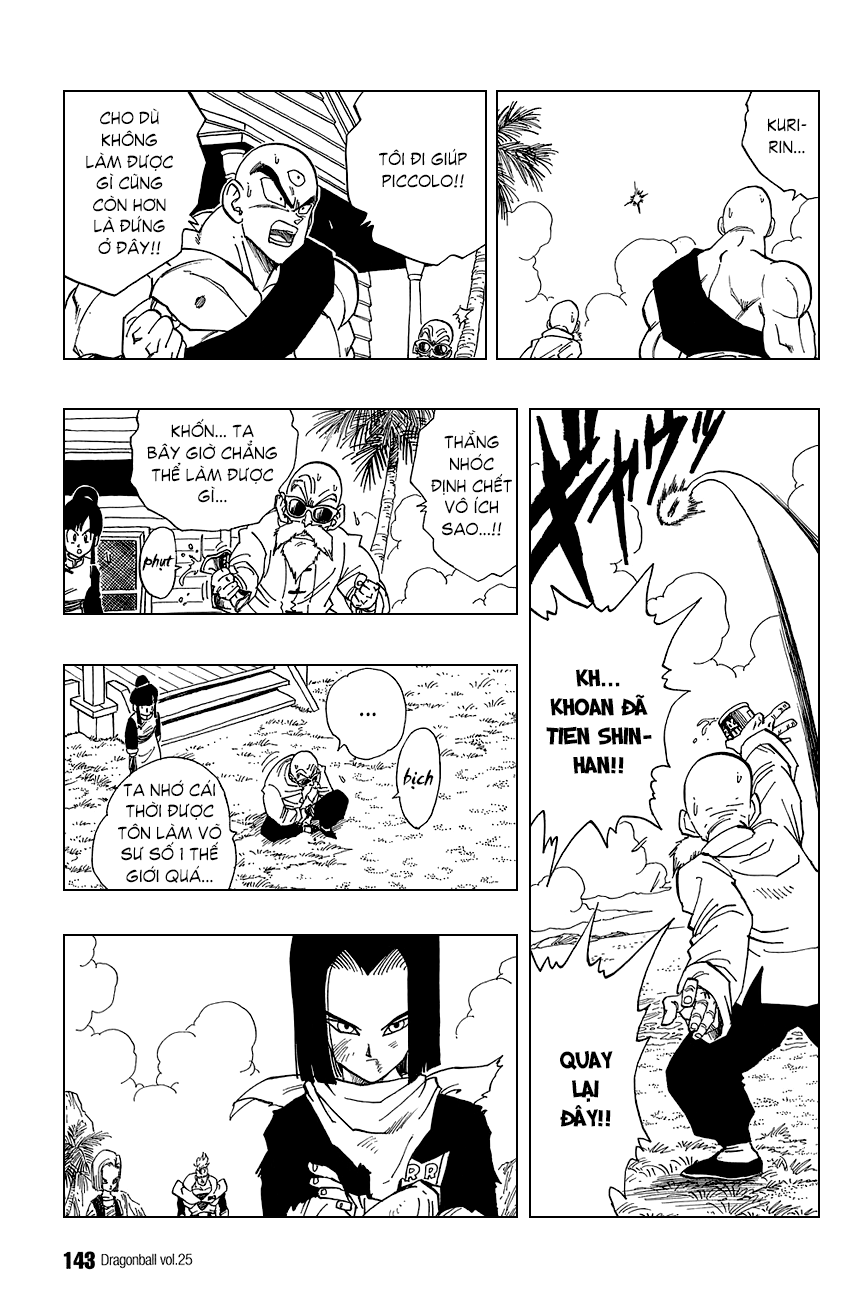 KURI-
RIN...
TÔI ĐI GIÚP
PICCOLO!!
CHO DÙ
KHÔNG
LÀM ĐƯỢC
GÌ CŨNG
CÒN HƠN
LÀ ĐỨNG
Ở ĐÂY!!
KH...
KHOAN ĐÃ
TIEN SHIN-
HAN!!
QUAY
LẠI
ĐÂY!!
THẰNG
NHÓC
ĐỊNH CHẾT
VÔ ÍCH
SAO...!!
KHỐN... TA
BÂY GIỜ CHẲNG
THỂ LÀM ĐƯỢC
GÌ...
phụt
...
bịch
TA NHỚ CÁI
THỜI ĐƯỢC
TÔN LÀM VÕ
SƯ SỐ 1 THẾ
GIỚI QUÁ...
RR
143 Dragonball vol.25